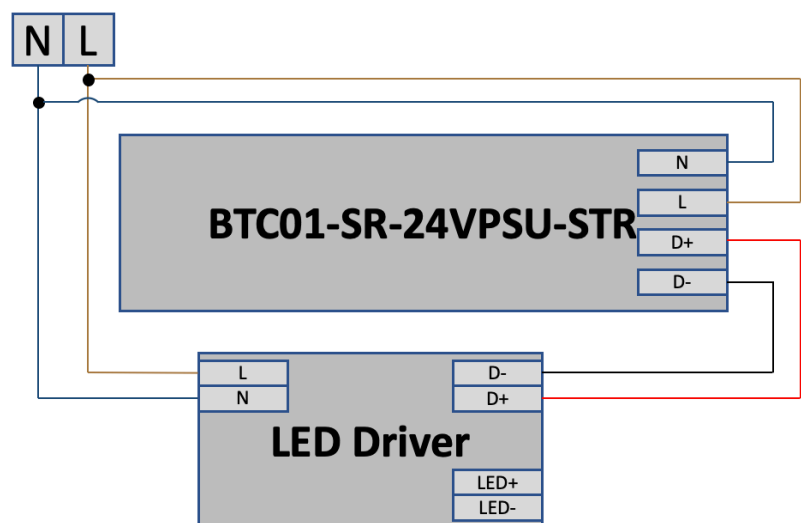 N L
BTC01-SR-24VPSU-STR
N
L
D+
D-
L
N
D-
D+
LED Driver
LED+
LED-